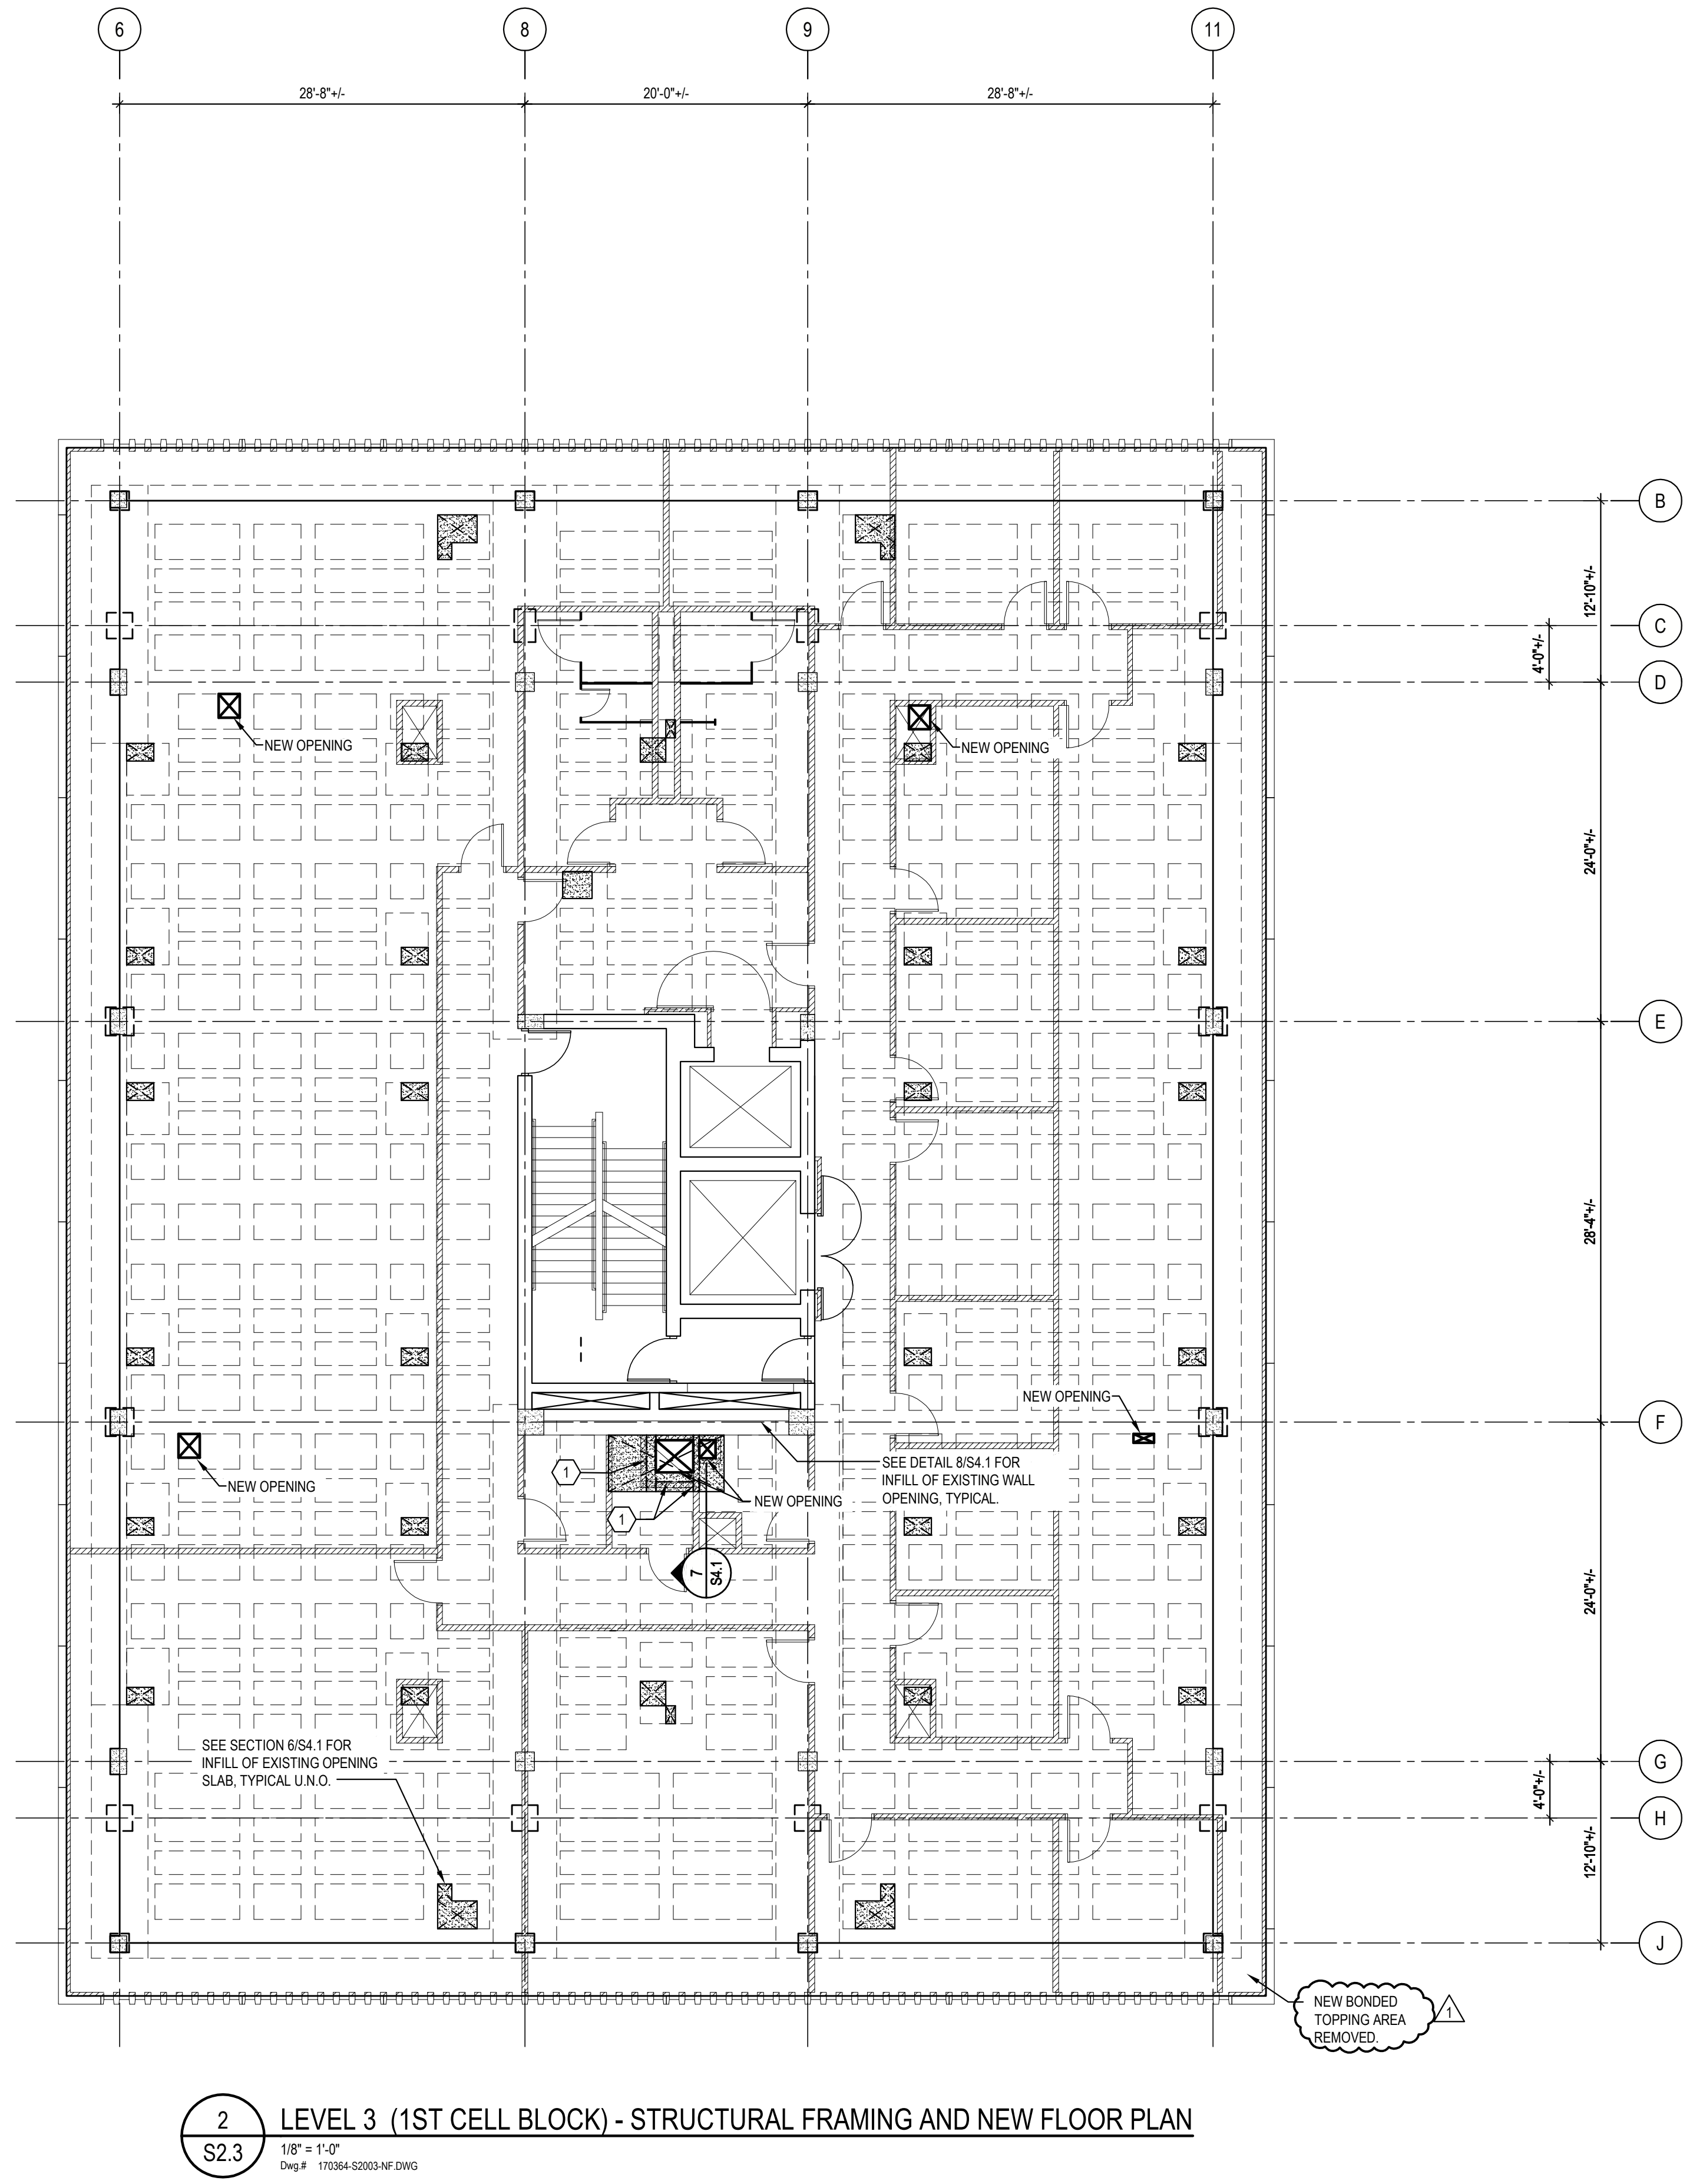 6
8
9
11
28'-8"+/-
20'-0"+/-
28'-8"+/-
B
12'-10"+/-
C
4'-0"+/-
D
NEW OPENING
NEW OPENING
24'-0"+/-
E
28'-4"+/-
NEW OPENING
F
SEE DETAIL 8/S4.1 FOR
INFILL OF EXISTING WALL
OPENING, TYPICAL.
1
NEW OPENING
NEW OPENING
1
7
S4.1
24'-0"+/-
SEE SECTION 6/S4.1 FOR
INFILL OF EXISTING OPENING
SLAB, TYPICAL U.N.O.
G
4'-0"+/-
H
12'-10"+/-
J
NEW BONDED
TOPPING AREA
REMOVED.
1
2
S2.3
LEVEL 3 (1ST CELL BLOCK) - STRUCTURAL FRAMING AND NEW FLOOR PLAN
1/8" = 1'-0"
Dwg.# 170364-S2003-NF.DWG